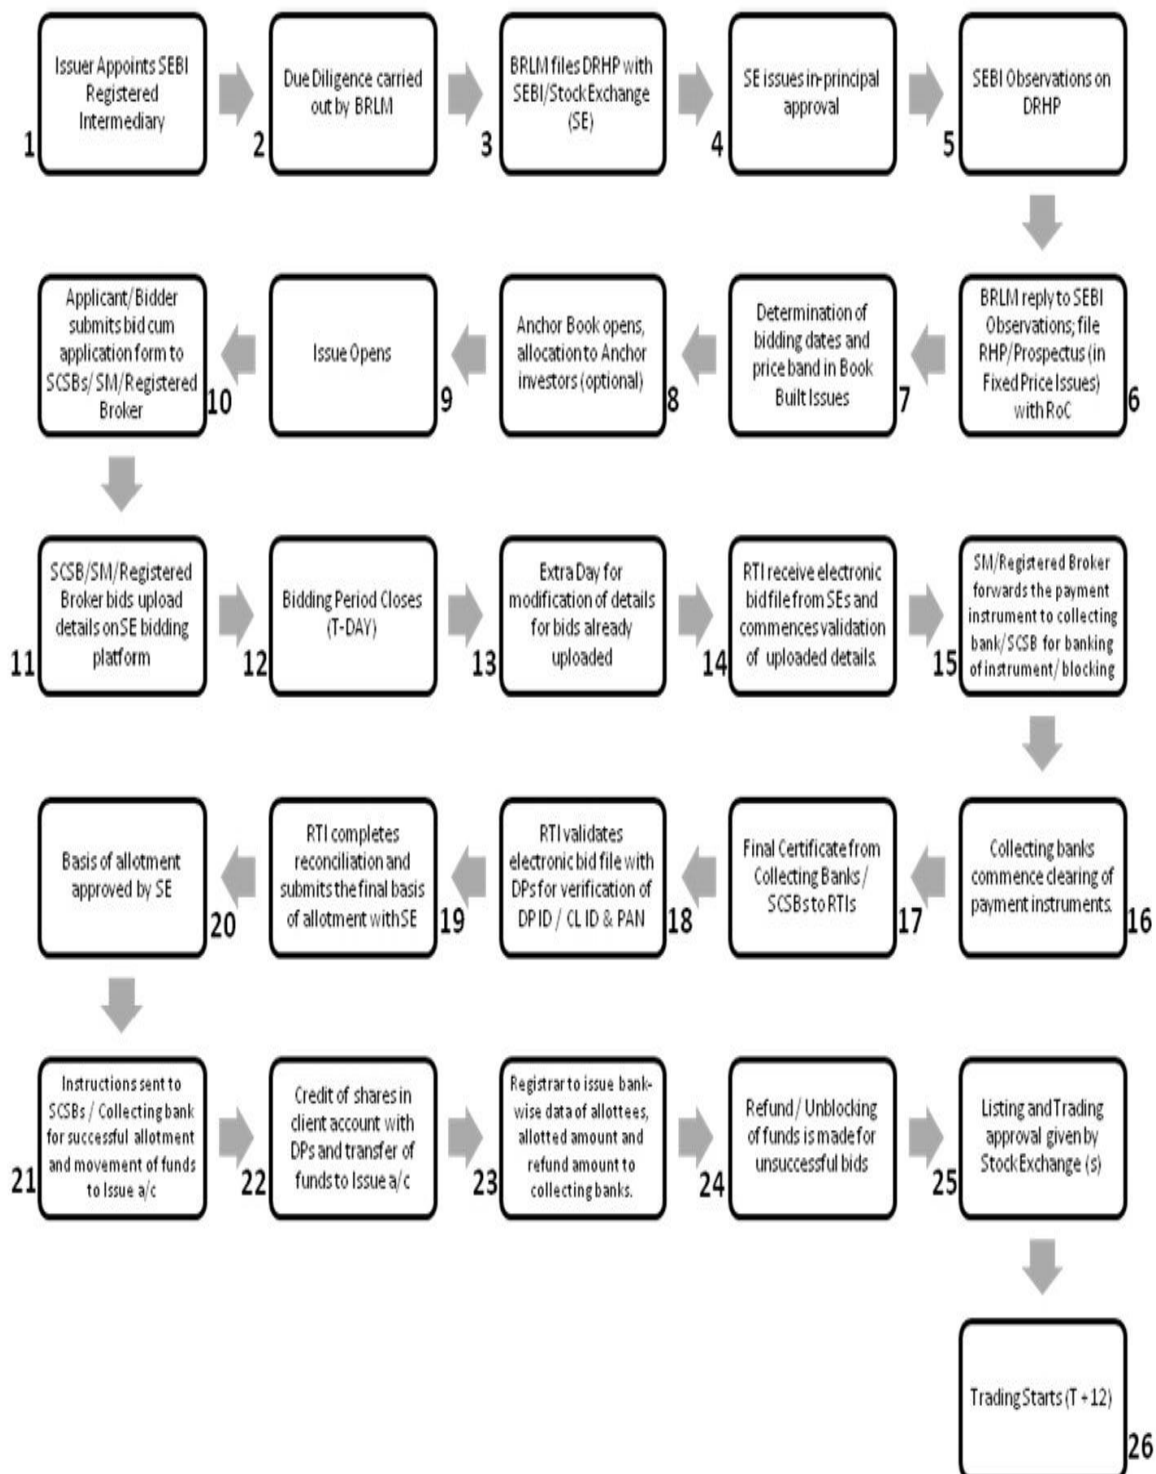 Issuer Appoints SEBI
Registered
Intermediary
1
Due Diligence carried
out by BRLM
2
BRLM files DRHP with
SEBI/Stock Exchange
(SE)
3
SE issues in-principal
approval
4
SEBI Observations on
DRHP
5
BRLM reply to SEBI
Observations; file
RHP/Prospectus (in
Fixed Price Issues)
with RoC
6
Determination of
bidding dates and
price band in Book
Built Issues
7
Anchor Book opens,
allocation to Anchor
investors (optional)
8
Issue Opens
9
Applicant/Bidder
submits bid cum
application form to
SCSBs/ SM/Registered
Broker
10
SCSB/SM/Registered
Broker bids upload
details on SE bidding
platform
11
Bidding Period Closes
(T-DAY)
12
Extra Day for
modification of details
for bids already
uploaded
13
RTI receive electronic
bid file from SEs and
commences validation
of uploaded details.
14
SM/Registered Broker
forwards the payment
instrument to collecting
bank/SCSB for banking
of instrument/ blocking
15
Collecting banks
commence clearing of
payment instruments.
16
Final Certificate from
Collecting Banks /
SCSBs to RTIs
17
RTI validates
electronic bid file with
DPs for verification of
DP ID / CL ID & PAN
18
RTI completes
reconciliation and
submits the final basis
of allotment with SE
19
Basis of allotment
approved by SE
20
Instructions sent to
SCSBs / Collecting bank
for successful allotment
and movement of funds
to Issue a/c
21
Credit of shares in
client account with
DPs and transfer of
funds to Issue a/c
22
Registrar to issue bank-
wise data of allottees,
allotted amount and
refund amount to
collecting banks.
23
Refund / Unblocking
of funds is made for
unsuccessful bids
24
Listing and Trading
approval given by
Stock Exchange (s)
25
Trading Starts (T + 12)
26